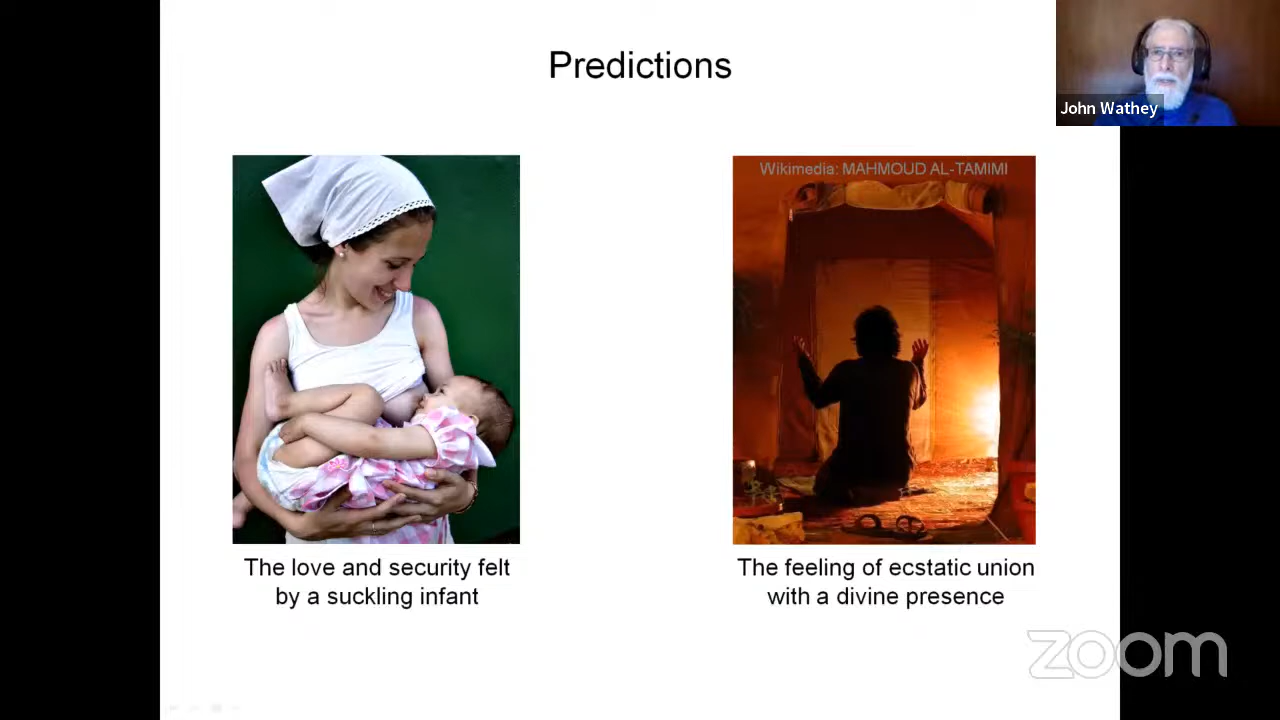 Predictions
John Wathey
Wikimedia: MAHMOUD AL-TAMIMI
The love and security felt
by a suckling infant
The feeling of ecstatic union
with a divine presence
zoom